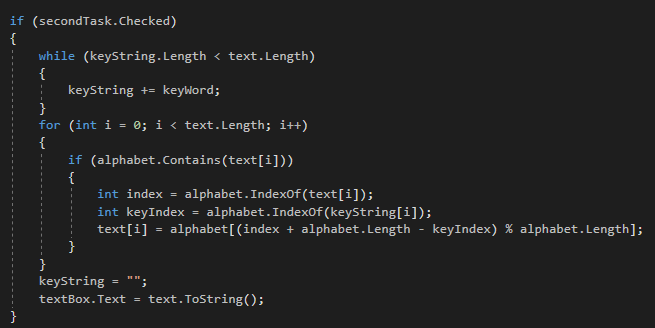 if (secondTask.Checked)
{
    while (keyString.Length < text.Length)
    {
        keyString += keyWord;
    }
    for (int i = 0; i < text.Length; i++)
    {
        if (alphabet.Contains(text[i]))
        {
            int index = alphabet.IndexOf(text[i]);
            int keyIndex = alphabet.IndexOf(keyString[i]);
            text[i] = alphabet[(index + alphabet.Length - keyIndex) % alphabet.Length];
        }
    }
    keyString = "";
    textBox.Text = text.ToString();
}